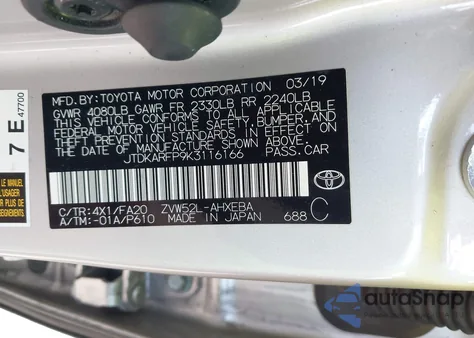 MFD. BY: TOYOTA MOTOR CORPORATION 03/19
GVWR 4080LB GAWR FR 2330LB RR 2240LB
THIS VEHICLE CONFORMS TO ALL APPLICABLE
FEDERAL MOTOR VEHICLE SAFETY, BUMPER, AND
THEFT PREVENTION STANDARDS IN EFFECT ON
THE DATE OF MANUFACTURE SHOWN ABOVE.
JTDKARFP9K3116166 PASS.CAR
C/TR: 4X1/FA20 ZVW52L-AHXEBA
A/TM: -01A/P610 MADE IN JAPAN 688 C
7 E
47700
L'USAGER
autoSnap